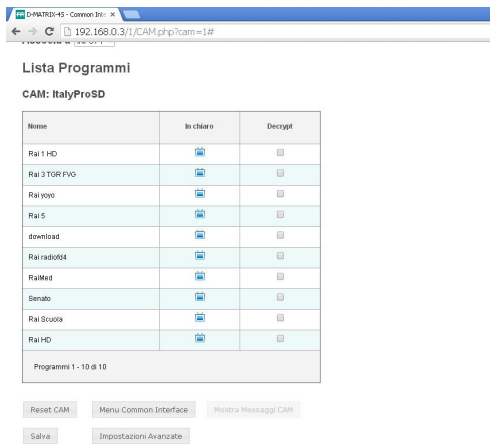 D-MATRIX-4S - Common Inte
192.168.0.3/1/CAM.php?cam=1#
Lista Programmi
CAM: ItalyProSD
Nome In chiaro Decrypt
Rai 1 HD
Rai 3 TGR FVG
Rai yoyo
Rai 5
download
Rai radiofd4
RaiMed
Senato
Rai Scuola
Rai HD
Programmi 1 - 10 di 10
Reset CAM Menu Common Interface Mostra Messaggi CAM
Salva Impostazioni Avanzate